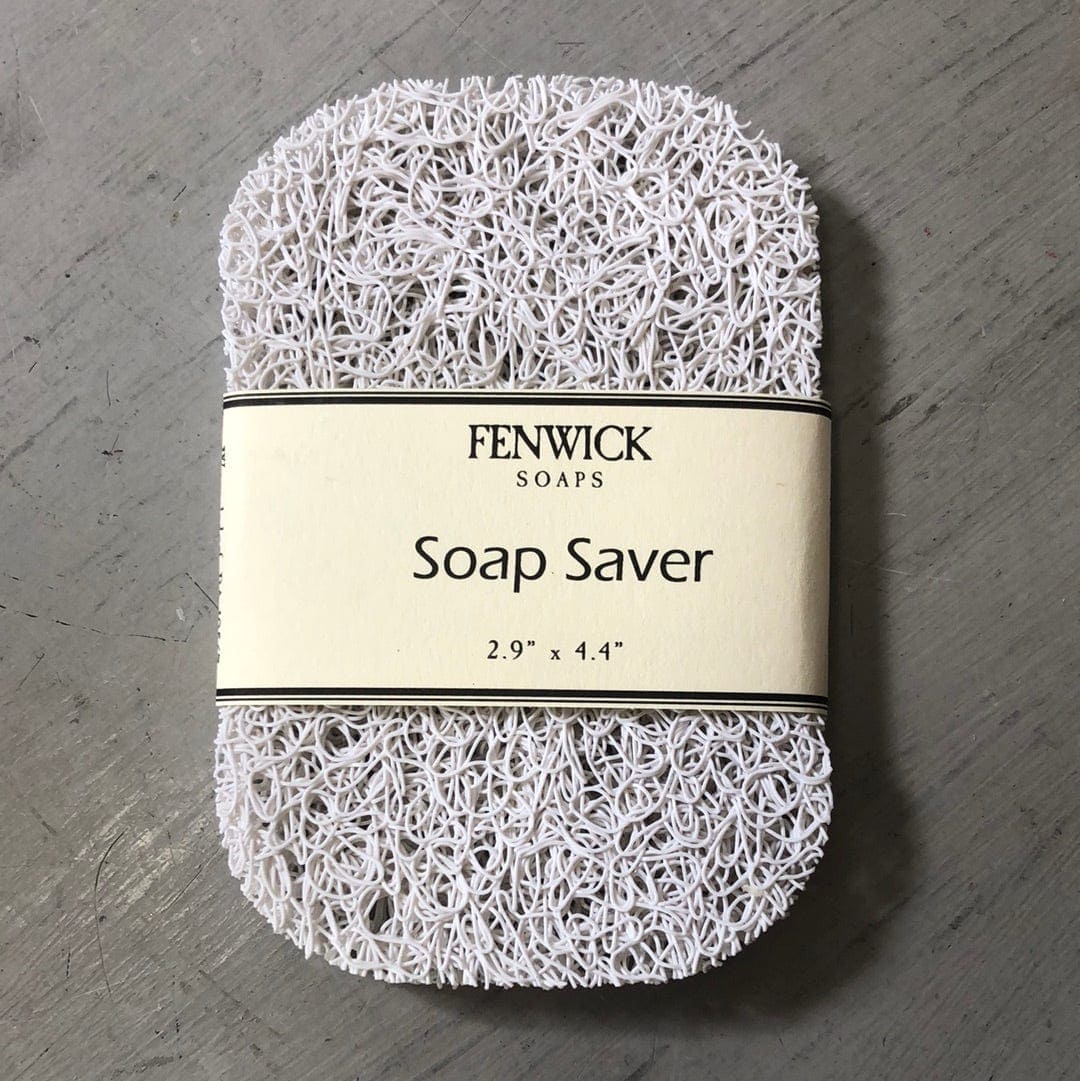 FENWICK
SOAPS
Soap Saver
2.9” x 4.4”